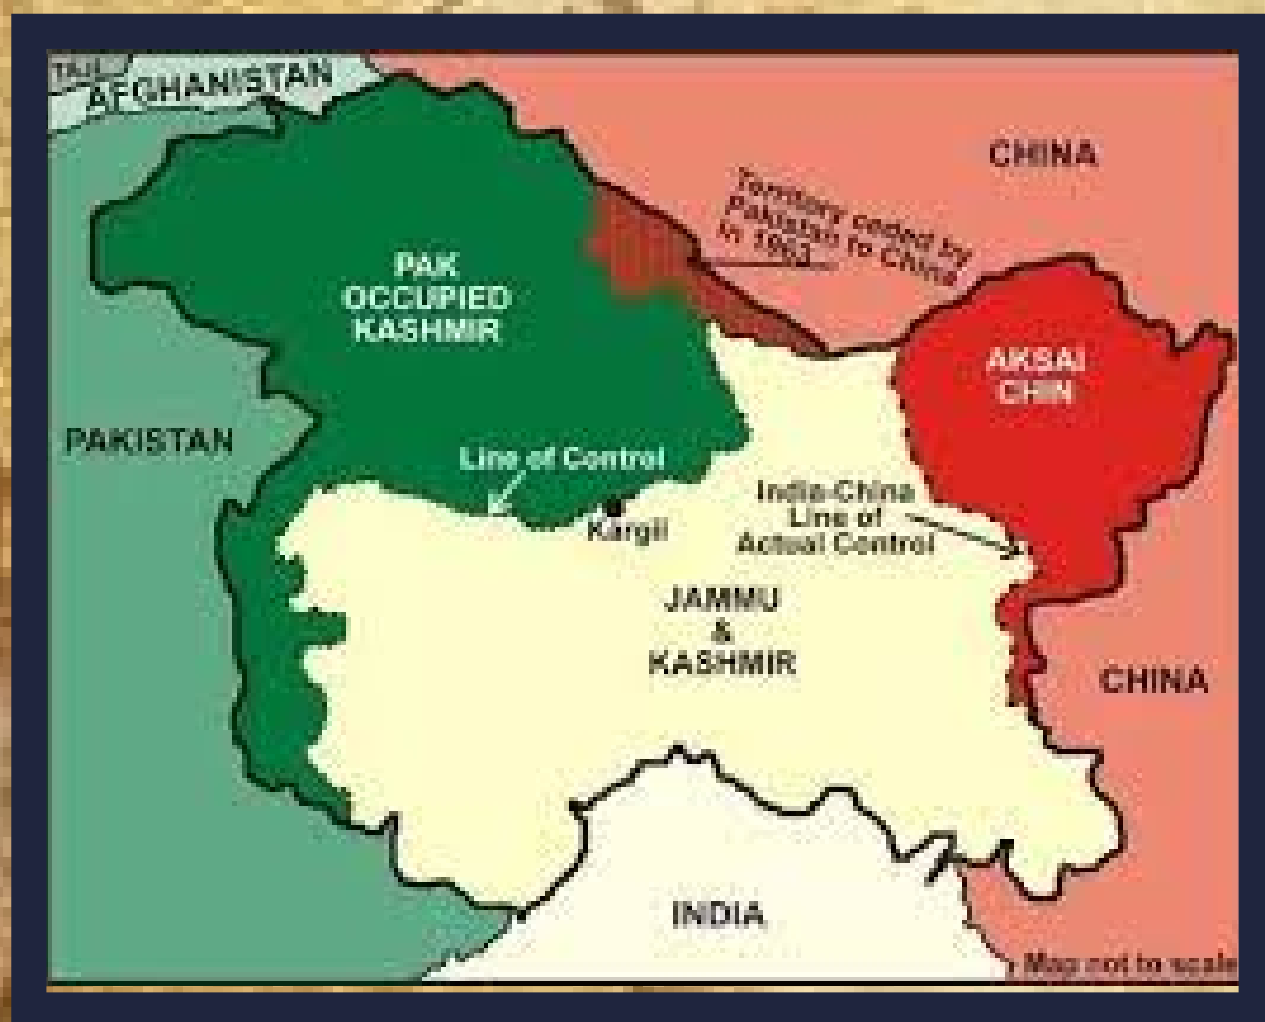 TAJI
AFGHANISTAN
CHINA
Territory ceded by
Pakistan to China
in 1963
PAK
OCCUPIED
KASHMIR
AKSAI
CHIN
PAKISTAN
Line of Control
India-China
Line of
Actual Control
Kargil
JAMMU
&
KASHMIR
CHINA
INDIA
Map not to scale